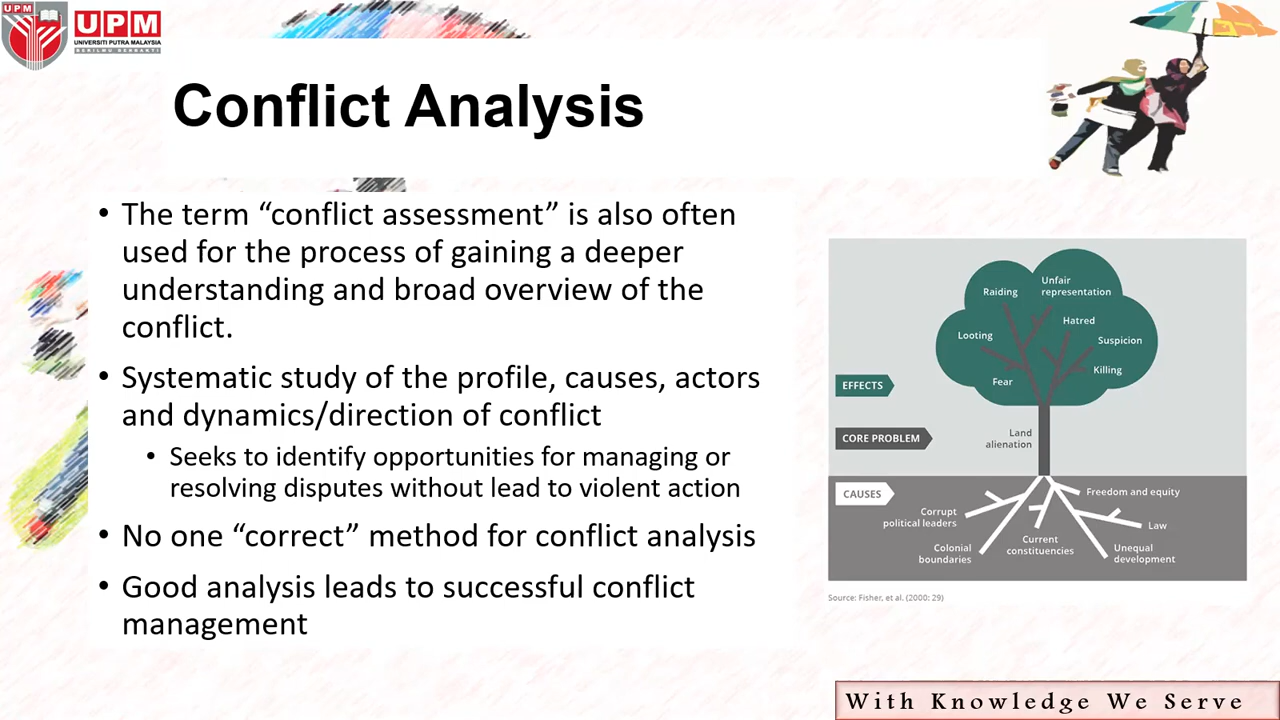 UPM
UPM
UNIVERSITI PUTRA MALAYSIA
BERILMU BERBAKTI
Conflict Analysis
• The term “conflict assessment” is also often
used for the process of gaining a deeper
understanding and broad overview of the
conflict.
• Systematic study of the profile, causes, actors
and dynamics/direction of conflict
• Seeks to identify opportunities for managing or
resolving disputes without lead to violent action
• No one “correct” method for conflict analysis
• Good analysis leads to successful conflict
management
Raiding
Unfair
representation
Looting
Hatred
Suspicion
Fear
Killing
EFFECTS
CORE PROBLEM
Land
alienation
CAUSES
Freedom and equity
Corrupt
political leaders
Law
Current
constituencies
Colonial
boundaries
Unequal
development
Source: Fisher, et al. (2000: 29)
With Knowledge We Serve